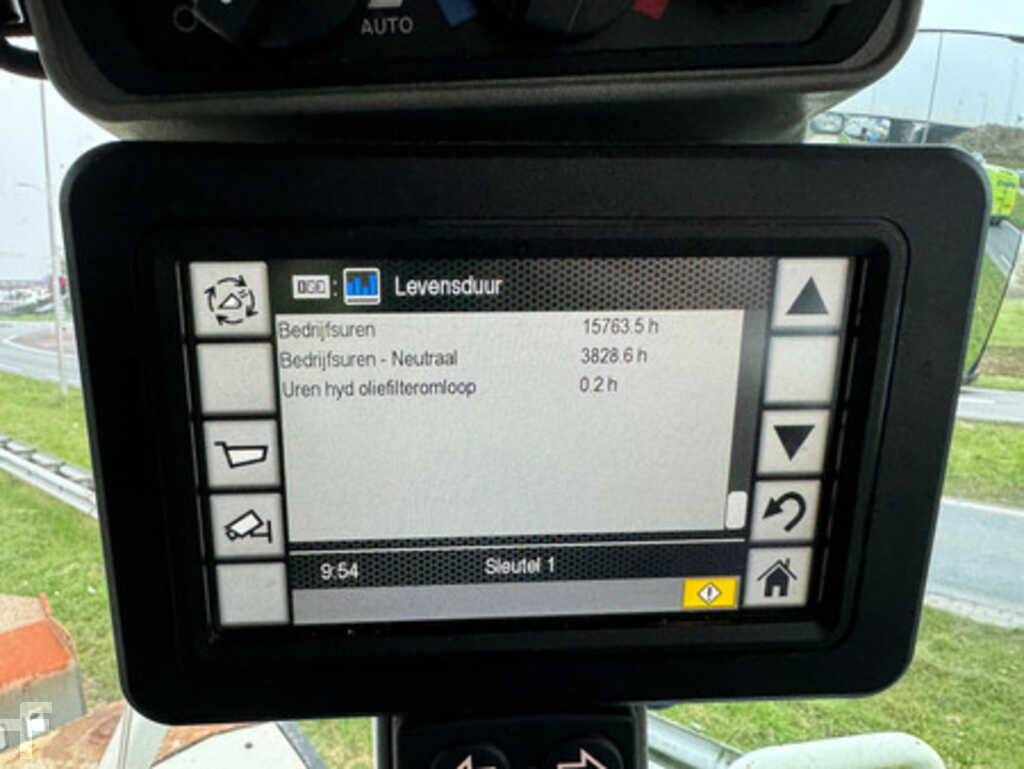 AUTO
Levensduur
Bedrijfsuren 15763.5 h
Bedrijfsuren - Neutraal 3828.6 h
Uren hyd oliefilteromloop 0.2 h
9:54 Sleutel 1